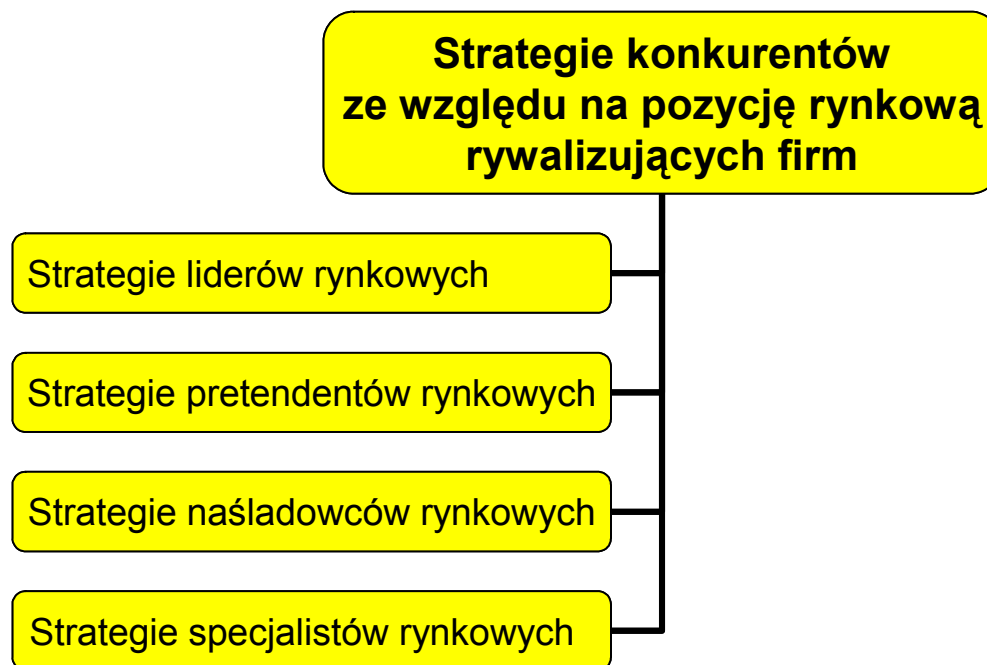 Strategie konkurentów
ze względu na pozycję rynkową
rywalizujących firm
Strategie liderów rynkowych
Strategie pretendentów rynkowych
Strategie naśladowców rynkowych
Strategie specjalistów rynkowych